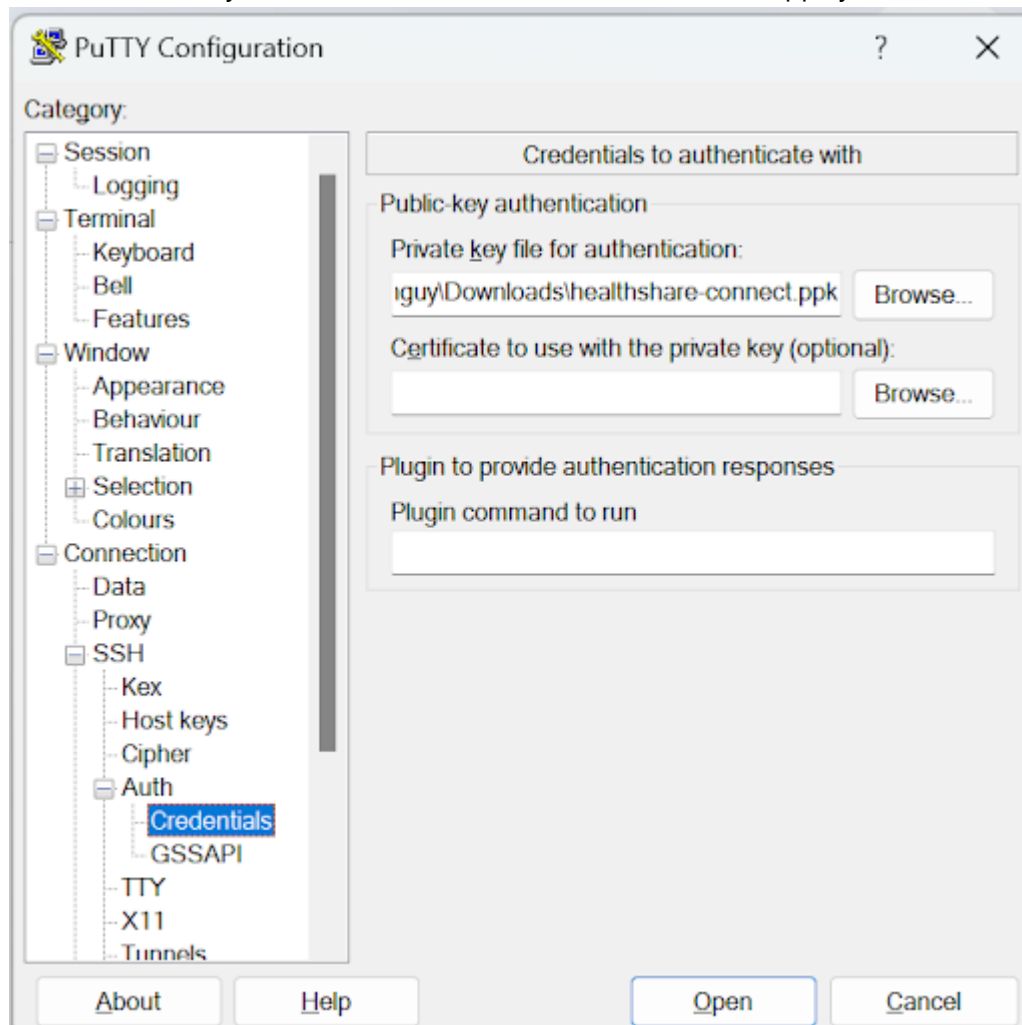 PuTTY Configuration
?
Category:
Session
Logging
Terminal
Keyboard
Bell
Features
Window
Appearance
Behaviour
Translation
Selection
Colours
Connection
Data
Proxy
SSH
Kex
Host keys
Cipher
Auth
Credentials
GSSAPI
TTY
X11
Tunnels
Credentials to authenticate with
Public-key authentication
Private key file for authentication:
\Downloads\healthshare-connect.ppk
Browse...
Certificate to use with the private key (optional):
Browse...
Plugin to provide authentication responses
Plugin command to run
About
Help
Open
Cancel